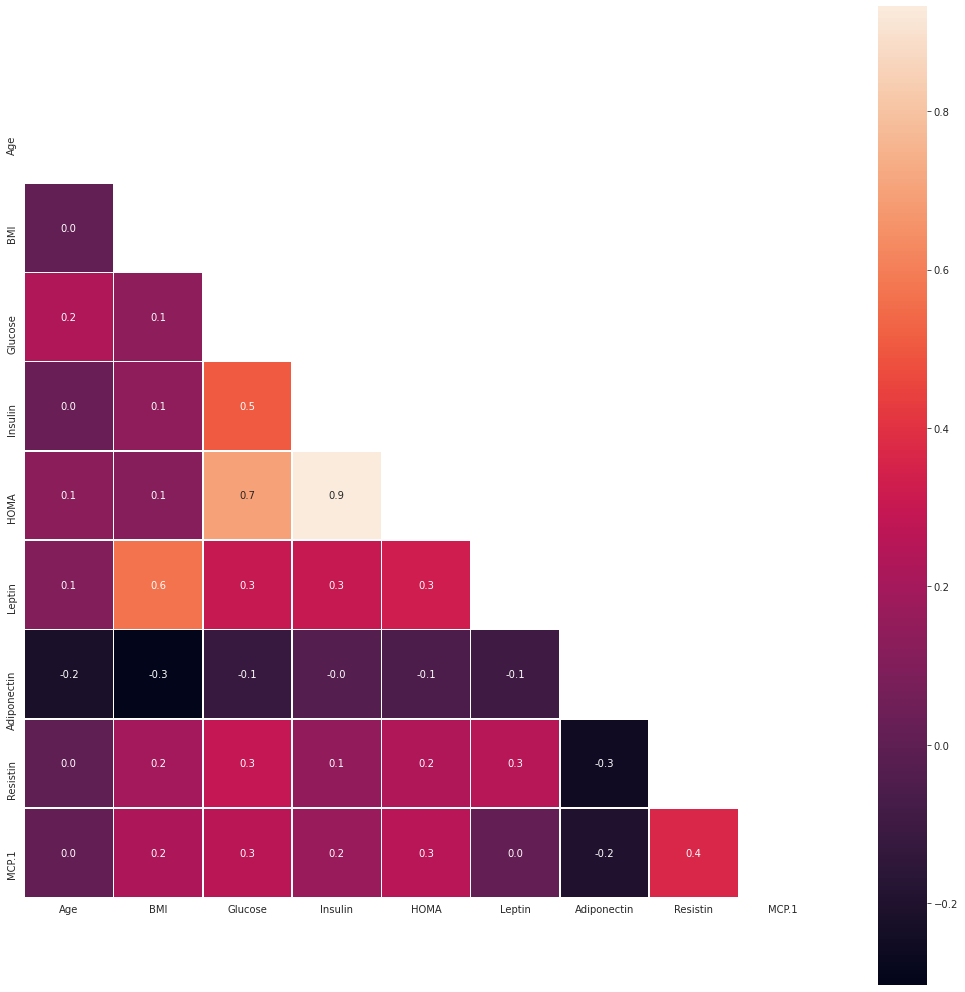 Age
BMI 0.0
Glucose 0.2 0.1
Insulin 0.0 0.1 0.5
HOMA 0.1 0.1 0.7 0.9
Leptin 0.1 0.6 0.3 0.3 0.3
Adiponectin -0.2 -0.3 -0.1 -0.0 -0.1 -0.1
Resistin 0.0 0.2 0.3 0.1 0.2 0.3 -0.3
MCP.1 0.0 0.2 0.3 0.2 0.3 0.0 -0.2 0.4
Age BMI Glucose Insulin HOMA Leptin Adiponectin Resistin MCP.1
0.8
0.6
0.4
0.2
0.0
−0.2